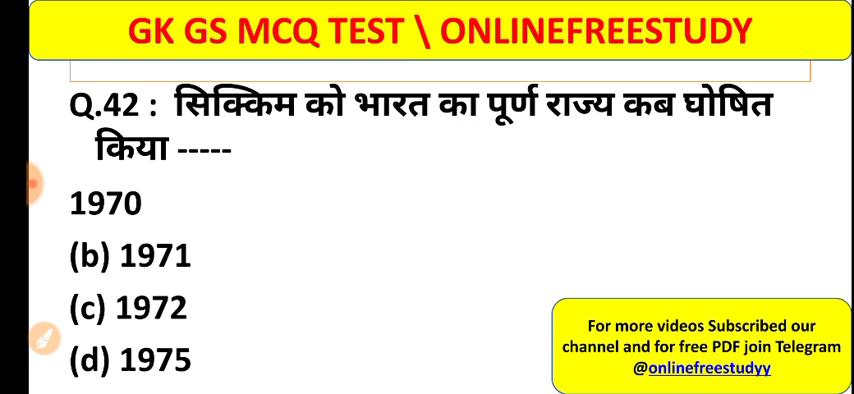 GK GS MCQ TEST \ ONLINEFREESTUDY
Q.42 : सिक्किम को भारत का पूर्ण राज्य कब घोषित
किया -----
1970
(b) 1971
(c) 1972
(d) 1975
For more videos Subscribed our
channel and for free PDF join Telegram
@onlinefreestudyy